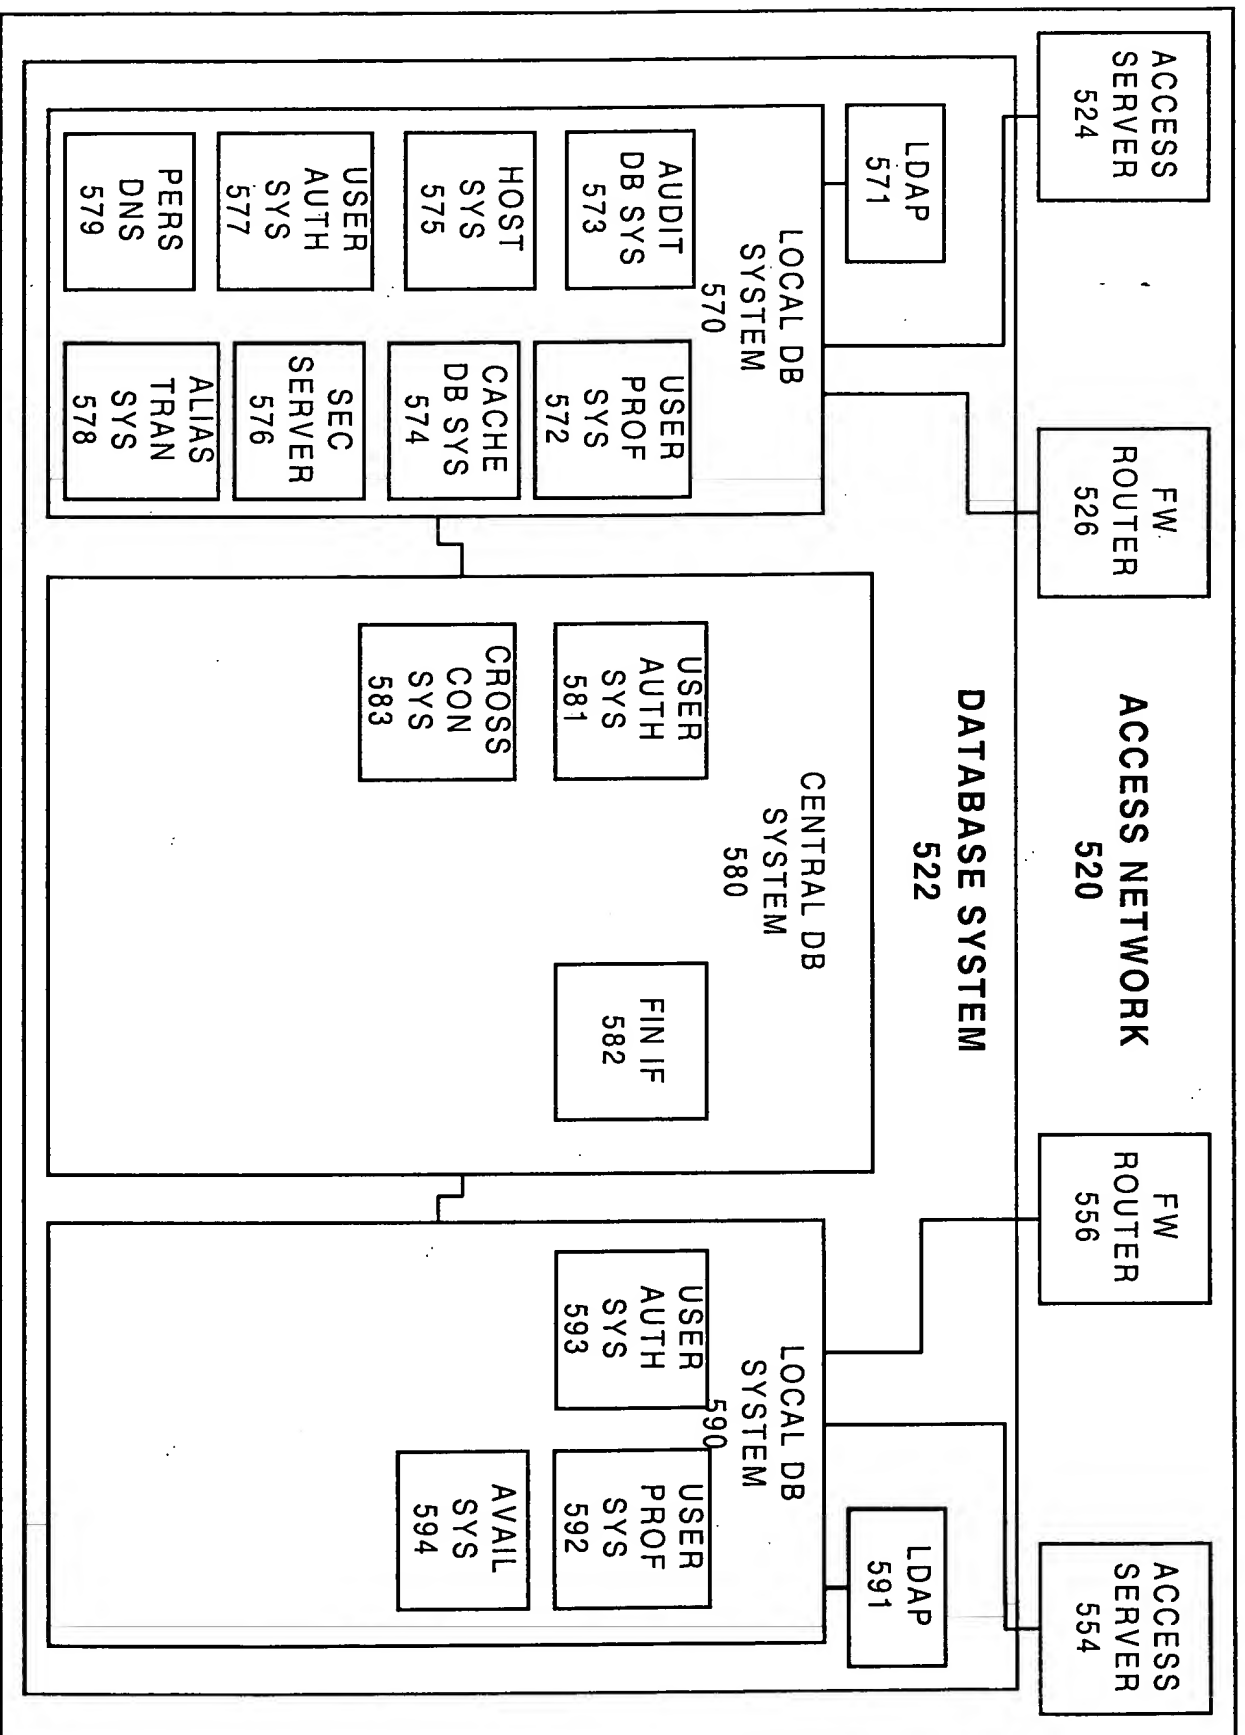 ACCESS NETWORK
520
ACCESS
SERVER
524
FW
ROUTER
526
FW
ROUTER
556
ACCESS
SERVER
554
DATABASE SYSTEM
522
LDAP
571
LOCAL DB
SYSTEM
570
AUDIT
DB SYS
573
USER
PROF
SYS
572
HOST
SYS
575
CACHE
DB SYS
574
USER
AUTH
SYS
577
SEC
SERVER
576
PERS
DNS
579
ALIAS
TRAN
SYS
578
CENTRAL DB
SYSTEM
580
USER
AUTH
SYS
581
FIN IF
582
CROSS
CON
SYS
583
LDAP
591
LOCAL DB
SYSTEM
590
USER
AUTH
SYS
593
USER
PROF
SYS
592
AVAIL
SYS
594